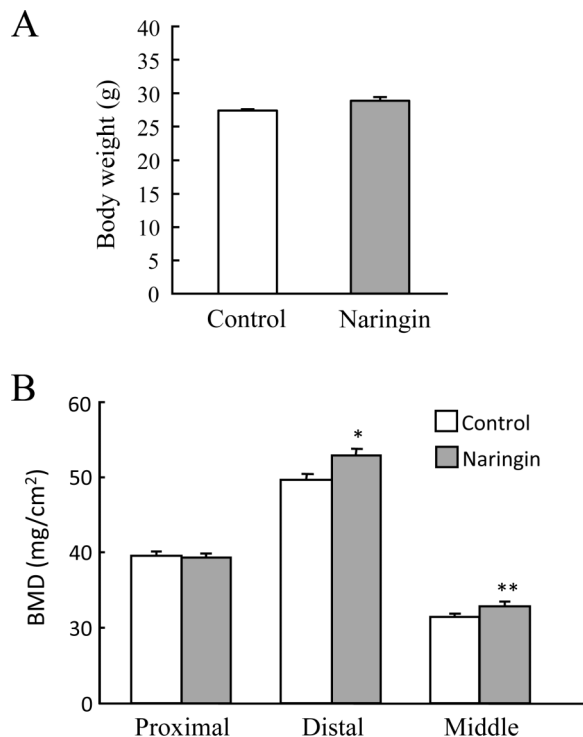 A
Body weight (g)
40
35
30
25
20
15
10
5
0
Control Naringin
B
BMD (mg/cm²)
60
50
40
30
0
Control
Naringin
*
**
Proximal Distal Middle